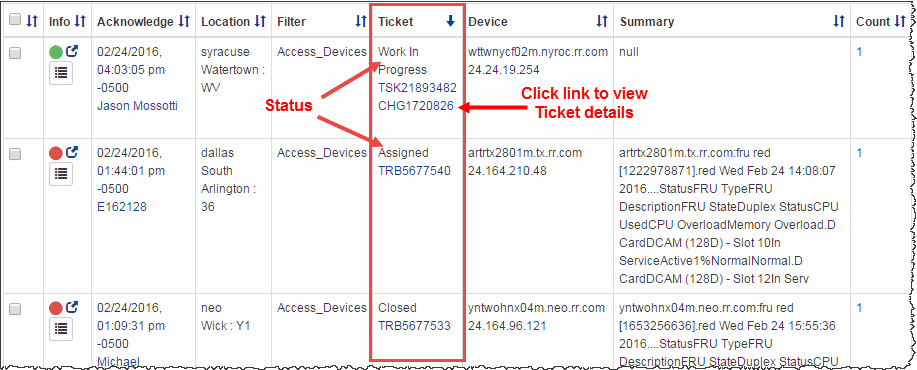 Info Acknowledge Location Filter Ticket Device Summary Count
02/24/2016,
04:03:05 pm
-0500
Jason Mossotti
syracuse
Watertown :
WV
Access_Devices
Work In
Progress
TSK21893482
CHG1720826
wttwnycf02m.nyroc.rr.com
24.24.19.254
null
1
Status
Click link to view
Ticket details
02/24/2016,
01:44:01 pm
-0500
E162128
dallas
South
Arlington :
36
Access_Devices
Assigned
TRB5677540
artrtx2801m.tx.rr.com
24.164.210.48
artrtx2801m.tx.rr.com:fru red
[1222978871].red Wed Feb 24 14:08:07
2016....StatusFRU TypeFRU
DescriptionFRU StateDuplex StatusCPU
UsedCPU OverloadMemory Overload.D
CardDCAM (128D) - Slot 10In
ServiceActive1%NormalNormal.D
CardDCAM (128D) - Slot 12In Serv
1
02/24/2016,
01:09:31 pm
-0500
Michael
neo
Wick : Y1
Access_Devices
Closed
TRB5677533
yntwohnx04m.neo.rr.com
24.164.96.121
yntwohnx04m.neo.rr.com:fru red
[1653256636].red Wed Feb 24 15:55:36
2016....StatusFRU TypeFRU
DescriptionFRU StateDuplex StatusCPU
1